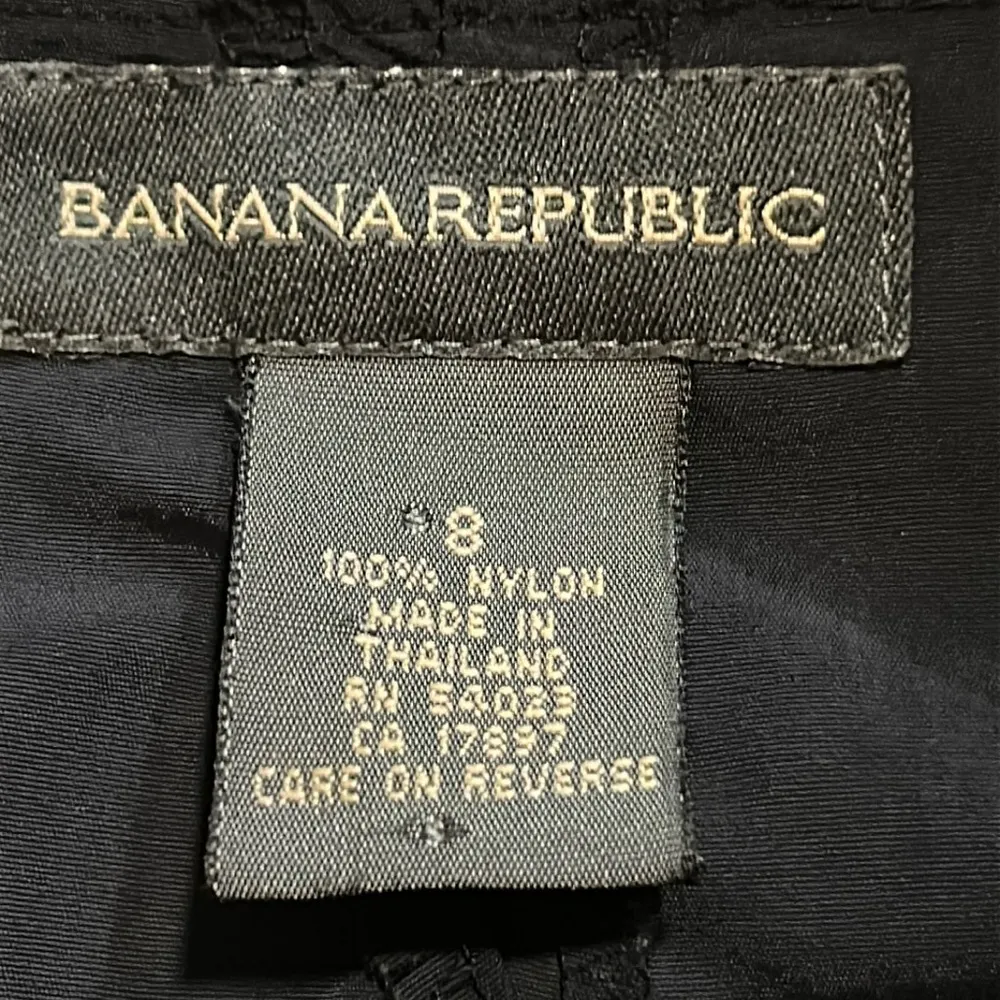 BANANA REPUBLIC
8
100% NYLON
MADE IN
THAILAND
RN 54023
CA 17897
CARE ON REVERSE